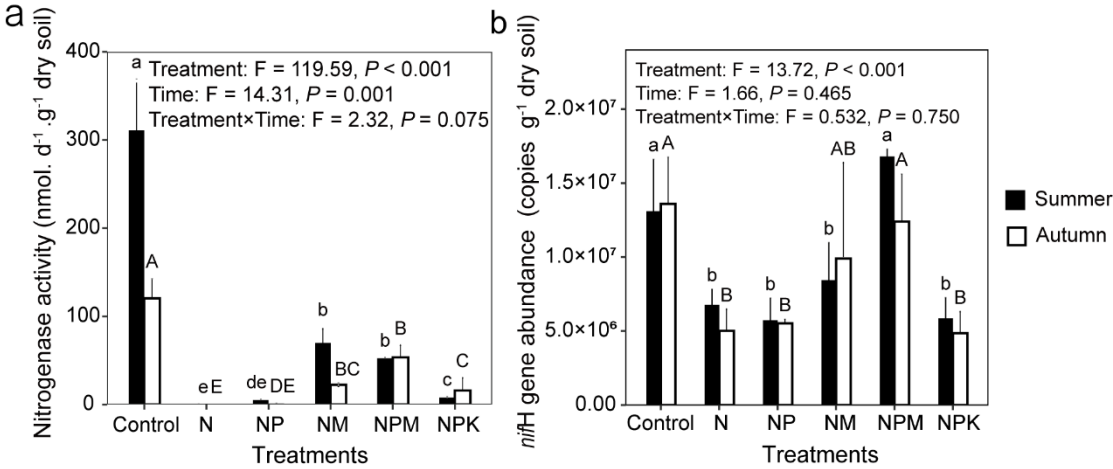 a
Nitrogenase activity (nmol. d⁻¹ .g⁻¹ dry soil)
400
300
200
100
0
Treatment: F = 119.59, P < 0.001
Time: F = 14.31, P = 0.001
Treatment×Time: F = 2.32, P = 0.075
a
A
e E
de DE
b
BC
b
B
c
C
Control N NP NM NPM NPK
Treatments
b
nifH gene abundance (copies g⁻¹ dry soil)
2.0×10⁷
1.5×10⁷
1.0×10⁷
5.0×10⁶
0.00
Treatment: F = 13.72, P < 0.001
Time: F = 1.66, P = 0.465
Treatment×Time: F = 0.532, P = 0.750
a A
b
B
b
B
b
AB
a
A
b
B
Control N NP NM NPM NPK
Treatments
Summer
Autumn